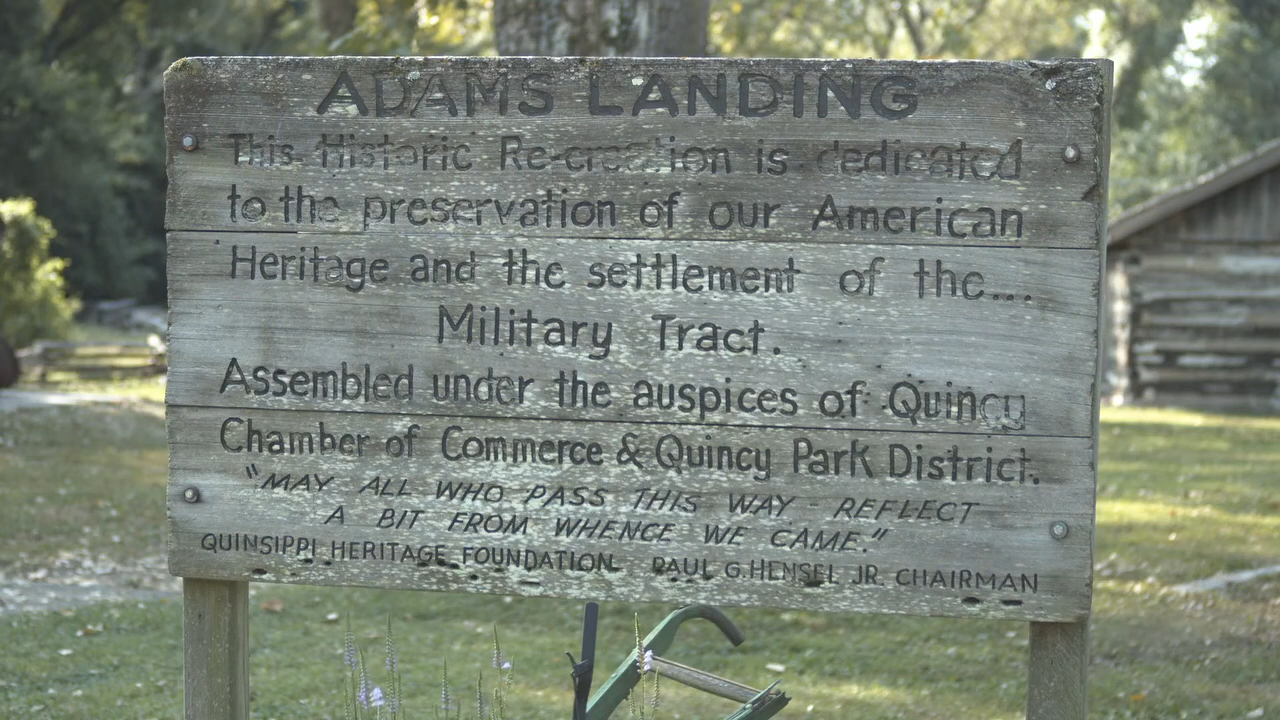 ADAMS LANDING
This Historic Re-creation is dedicated
to the preservation of our American
Heritage and the settlement of the...
Military Tract.
Assembled under the auspices of Quincy
Chamber of Commerce & Quincy Park District.
"MAY ALL WHO PASS THIS WAY REFLECT
A BIT FROM WHENCE WE CAME."
QUINSIPPI HERITAGE FOUNDATION PAUL G. HENSEL JR. CHAIRMAN